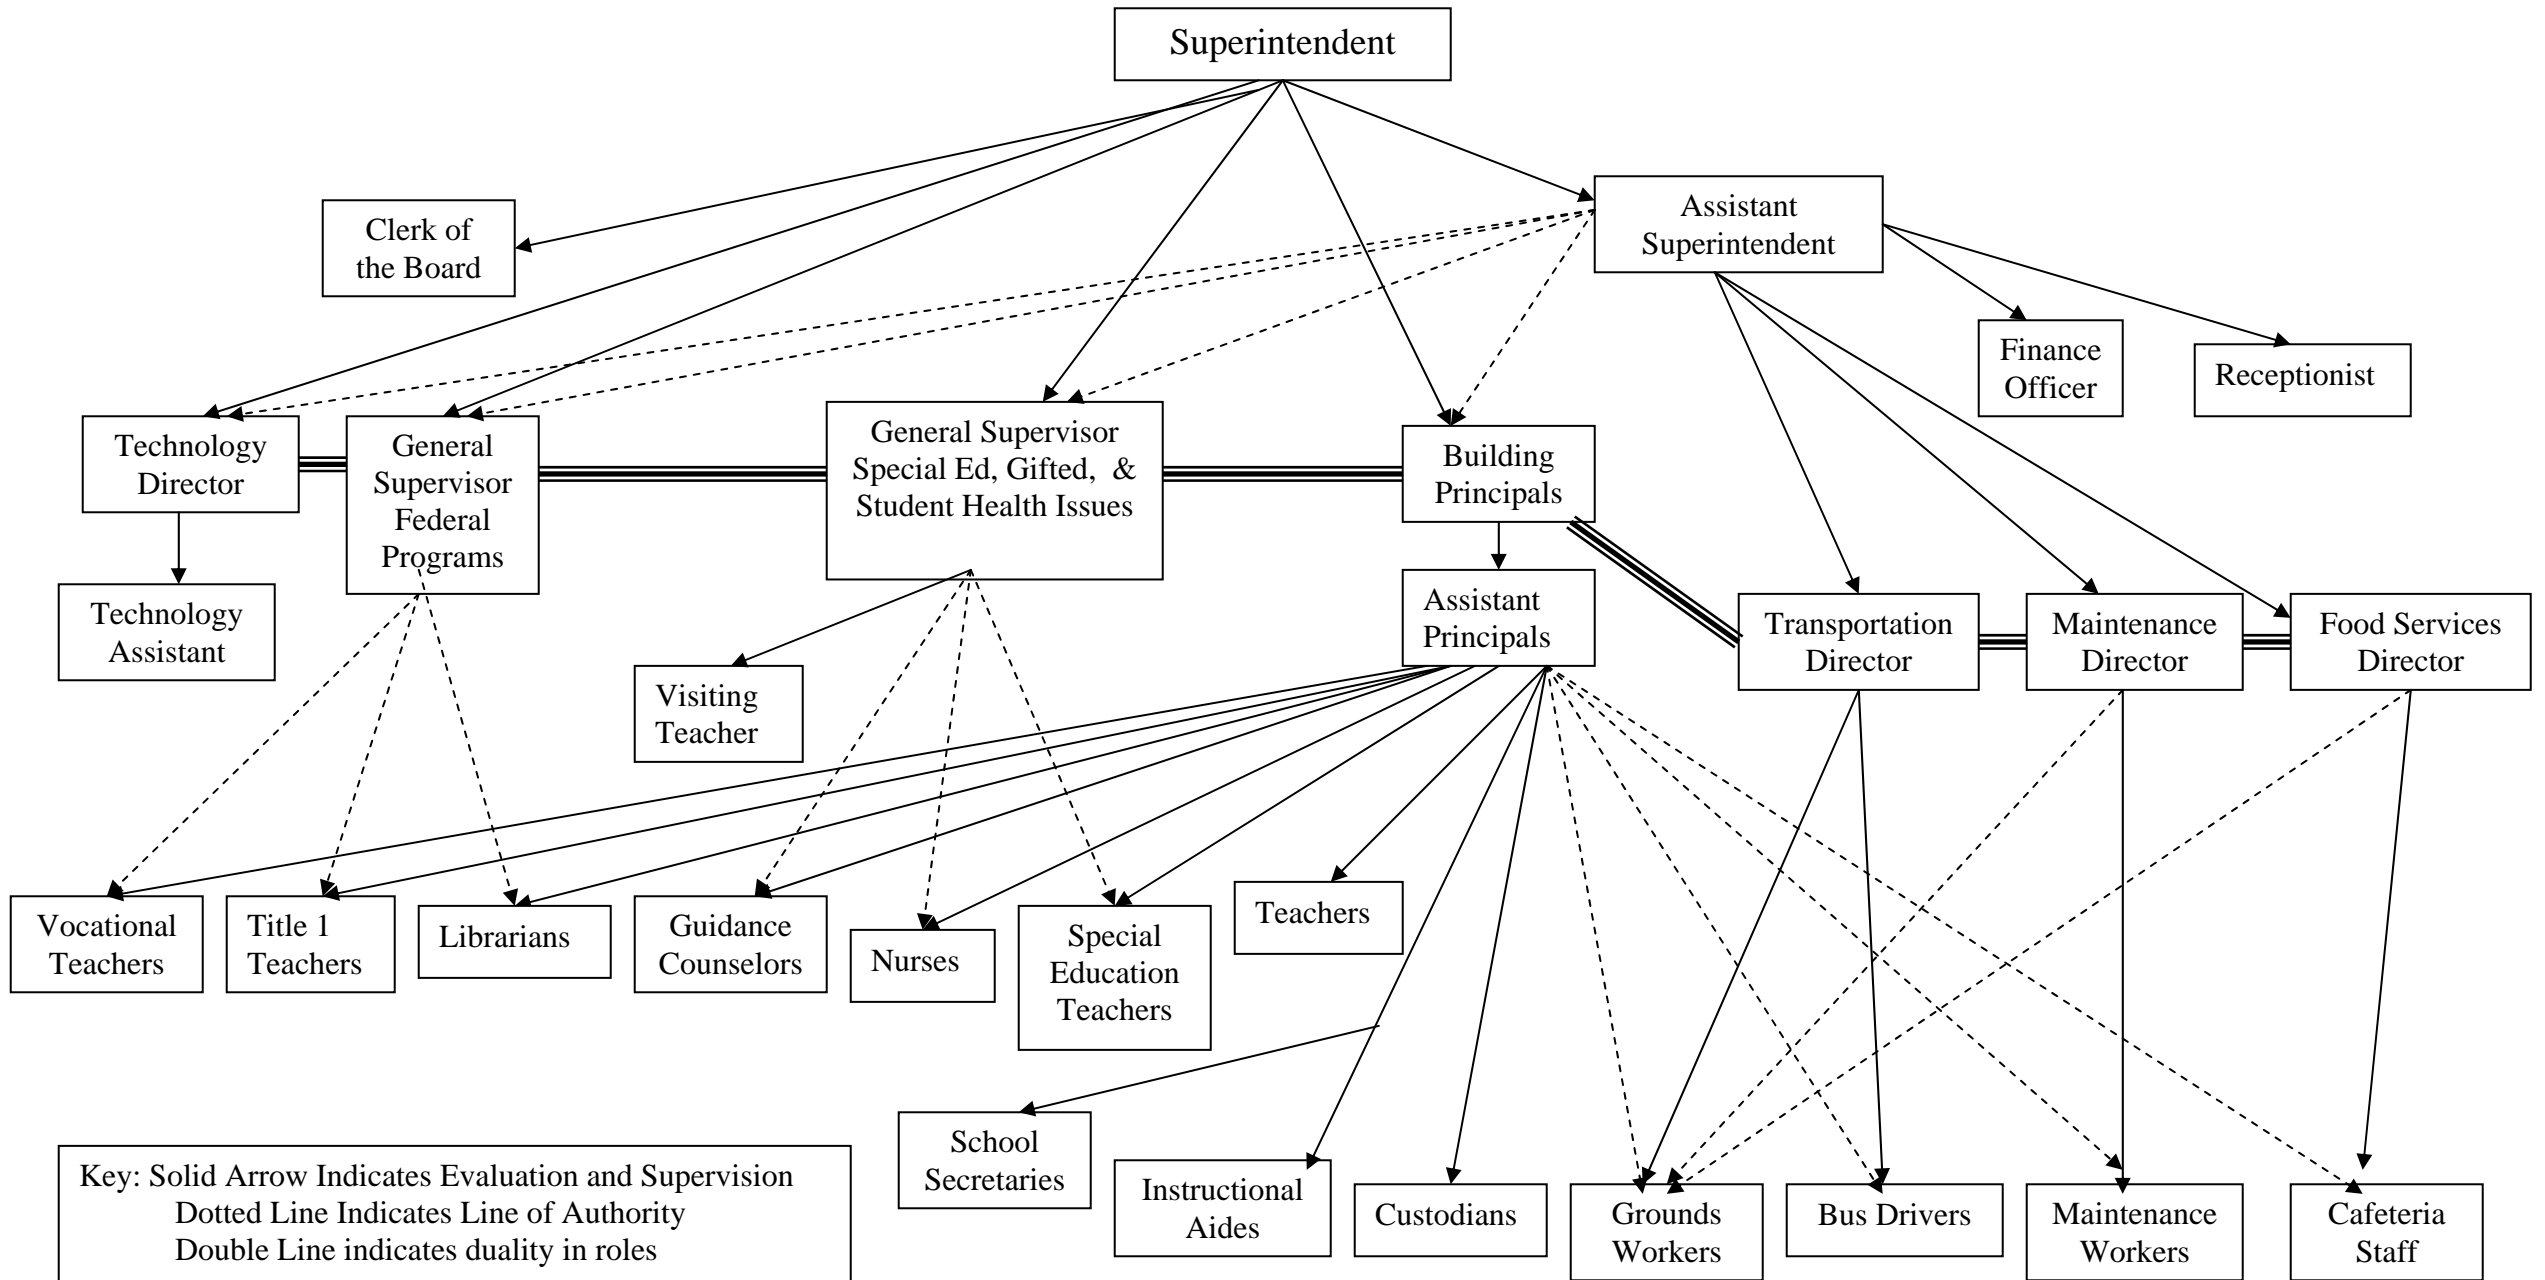 Superintendent
Clerk of
the Board
Assistant
Superintendent
Finance
Officer
Receptionist
Technology
Director
General
Supervisor
Federal
Programs
General Supervisor
Special Ed, Gifted,  &
Student Health Issues
Building
Principals
Technology
Assistant
Assistant
Principals
Transportation
Director
Maintenance
Director
Food Services
Director
Visiting
Teacher
Vocational
Teachers
Title 1
Teachers
Librarians
Guidance
Counselors
Nurses
Special
Education
Teachers
Teachers
School
Secretaries
Instructional
Aides
Custodians
Grounds
Workers
Bus Drivers
Maintenance
Workers
Cafeteria
Staff
Key: Solid Arrow Indicates Evaluation and Supervision
Dotted Line Indicates Line of Authority
Double Line indicates duality in roles